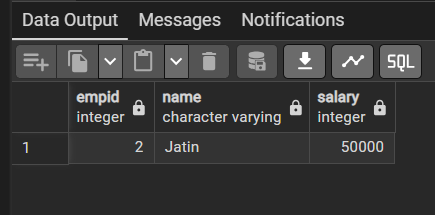 Data Output Messages Notifications
SQL
empid name salary
integer character varying integer
1 2 Jatin 50000